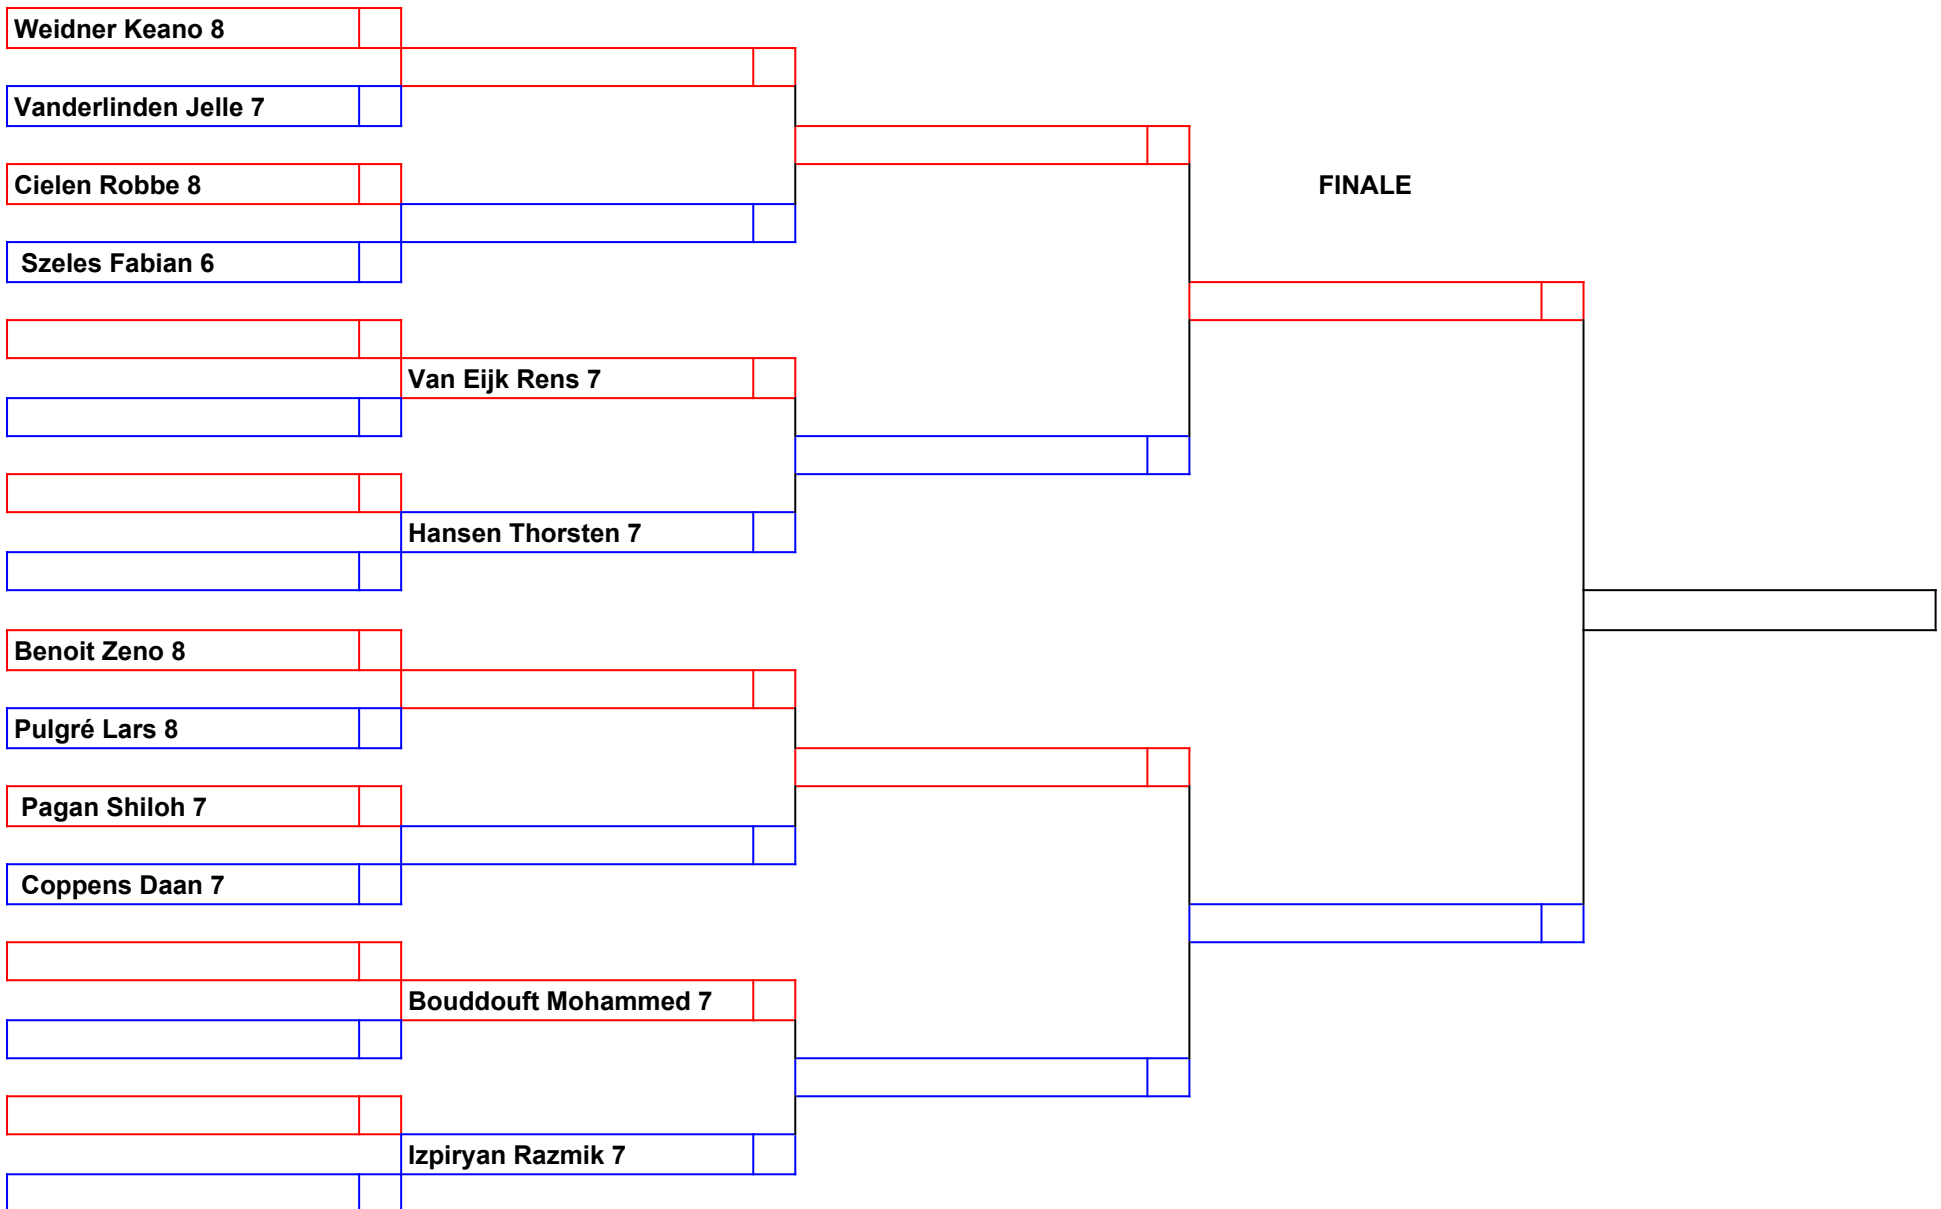 Weidner Keano 8
Vanderlinden Jelle 7
Cielen Robbe 8
FINALE
Szeles Fabian 6
Van Eijk Rens 7
Hansen Thorsten 7
Benoit Zeno 8
Pulgré Lars 8
Pagan Shiloh 7
Coppens Daan 7
Bouddouft Mohammed 7
Izpiryan Razmik 7